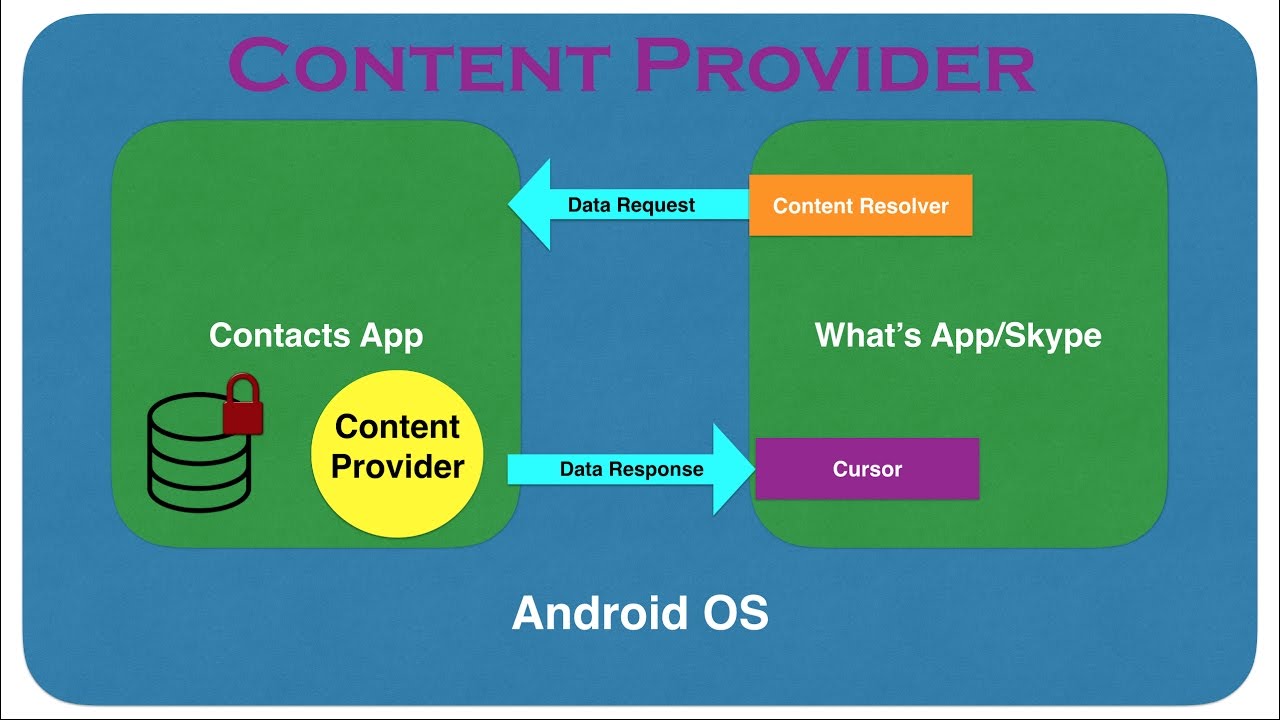 CONTENT PROVIDER
Data Request
Content Resolver
Contacts App
What’s App/Skype
Content
Provider
Data Response
Cursor
Android OS